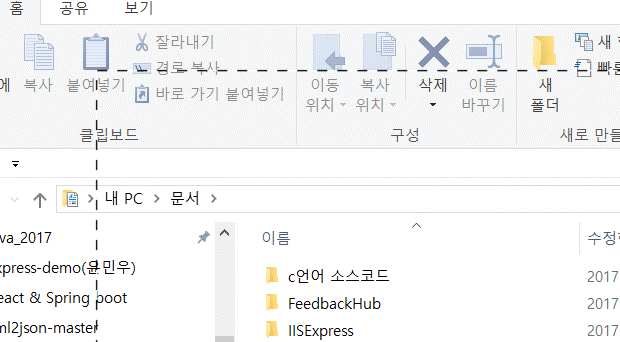 홈 공유 보기
잘라내기
경로 복사
바로 가기 붙여넣기
에 복사 붙여넣기
이동 위치
복사 위치
삭제
이름 바꾸기
새 폴더
새
빠른
클립보드 구성 새로 만들
내 PC 문서
이름 수정한
va_2017
xpress-demo(윤민우)
eact & Spring boot
ml2json-master
c언어 소스코드 2017
FeedbackHub 2017
IISExpress 2017